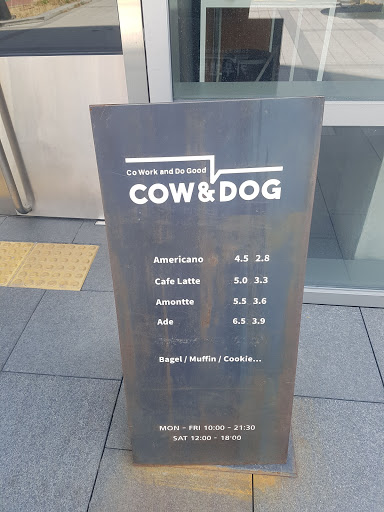 Co Work and Do Good
COW&DOG
Americano 4.5 2.8
Cafe Latte 5.0 3.3
Amontte 5.5 3.6
Ade 6.5 3.9
Bagel / Muffin / Cookie...
MON - FRI 10:00 - 21:30
SAT 12:00 - 18:00